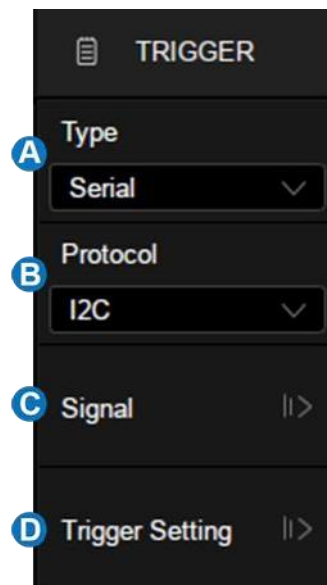 TRIGGER
A
Type
Serial
B
Protocol
I2C
C
Signal
D
Trigger Setting